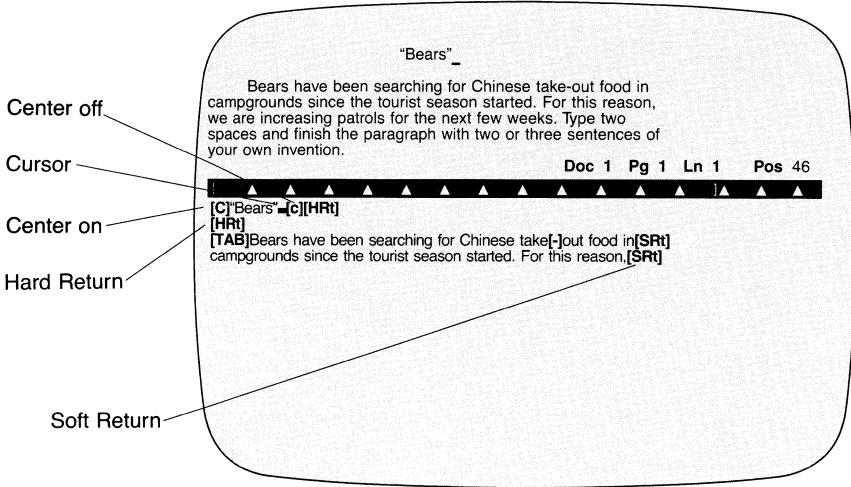 “Bears”_
Bears have been searching for Chinese take-out food in
campgrounds since the tourist season started. For this reason,
we are increasing patrols for the next few weeks. Type two
spaces and finish the paragraph with two or three sentences of
your own invention.
Doc 1 Pg 1 Ln 1 Pos 46
[C]“Bears”[c][HRt]
[HRt]
[TAB]Bears have been searching for Chinese take[-]out food in[SRt]
campgrounds since the tourist season started. For this reason,[SRt]
Center off
Cursor
Center on
Hard Return
Soft Return